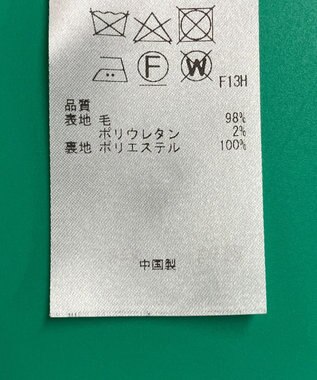 F W F13H
品質
表地 毛 98%
ポリウレタン 2%
裏地 ポリエステル 100%
中国製